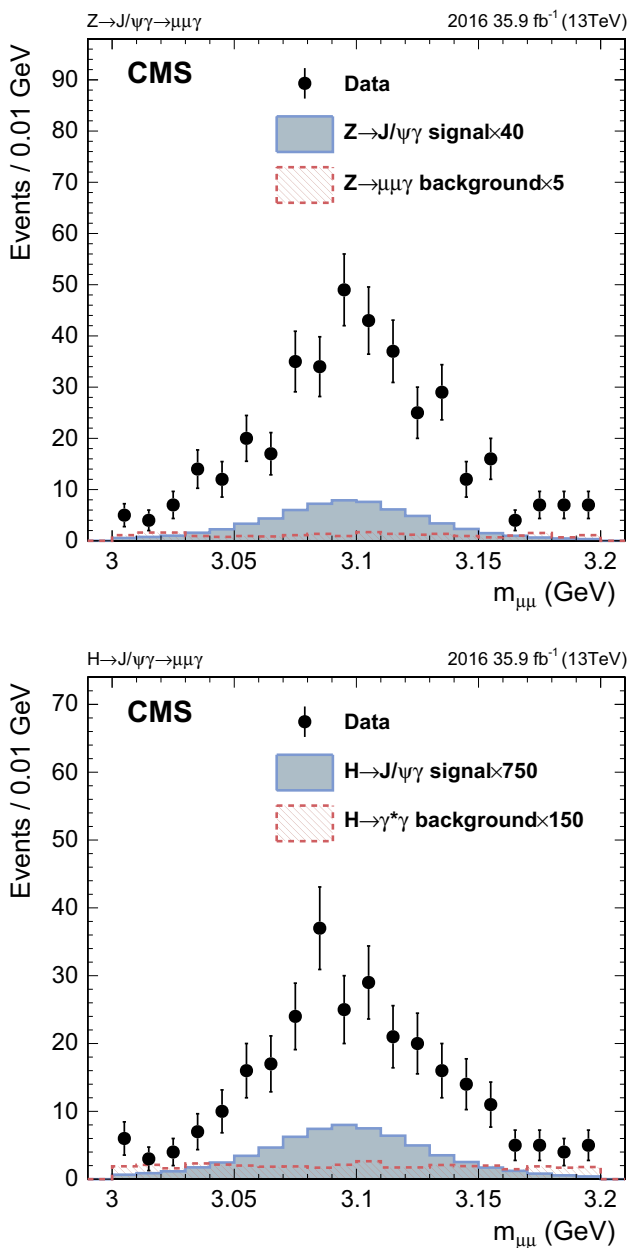 Z→J/ψγ→μμγ 2016 35.9 fb⁻¹ (13TeV)
CMS
Data
Z→J/ψγ signal×40
Z→μμγ background×5
Events / 0.01 GeV
90
80
70
60
50
40
30
20
10
0
3 3.05 3.1 3.15 3.2
m_μμ (GeV)
H→J/ψγ→μμγ 2016 35.9 fb⁻¹ (13TeV)
CMS
Data
H→J/ψγ signal×750
H→γ*γ background×150
Events / 0.01 GeV
70
60
50
40
30
20
10
0
3 3.05 3.1 3.15 3.2
m_μμ (GeV)